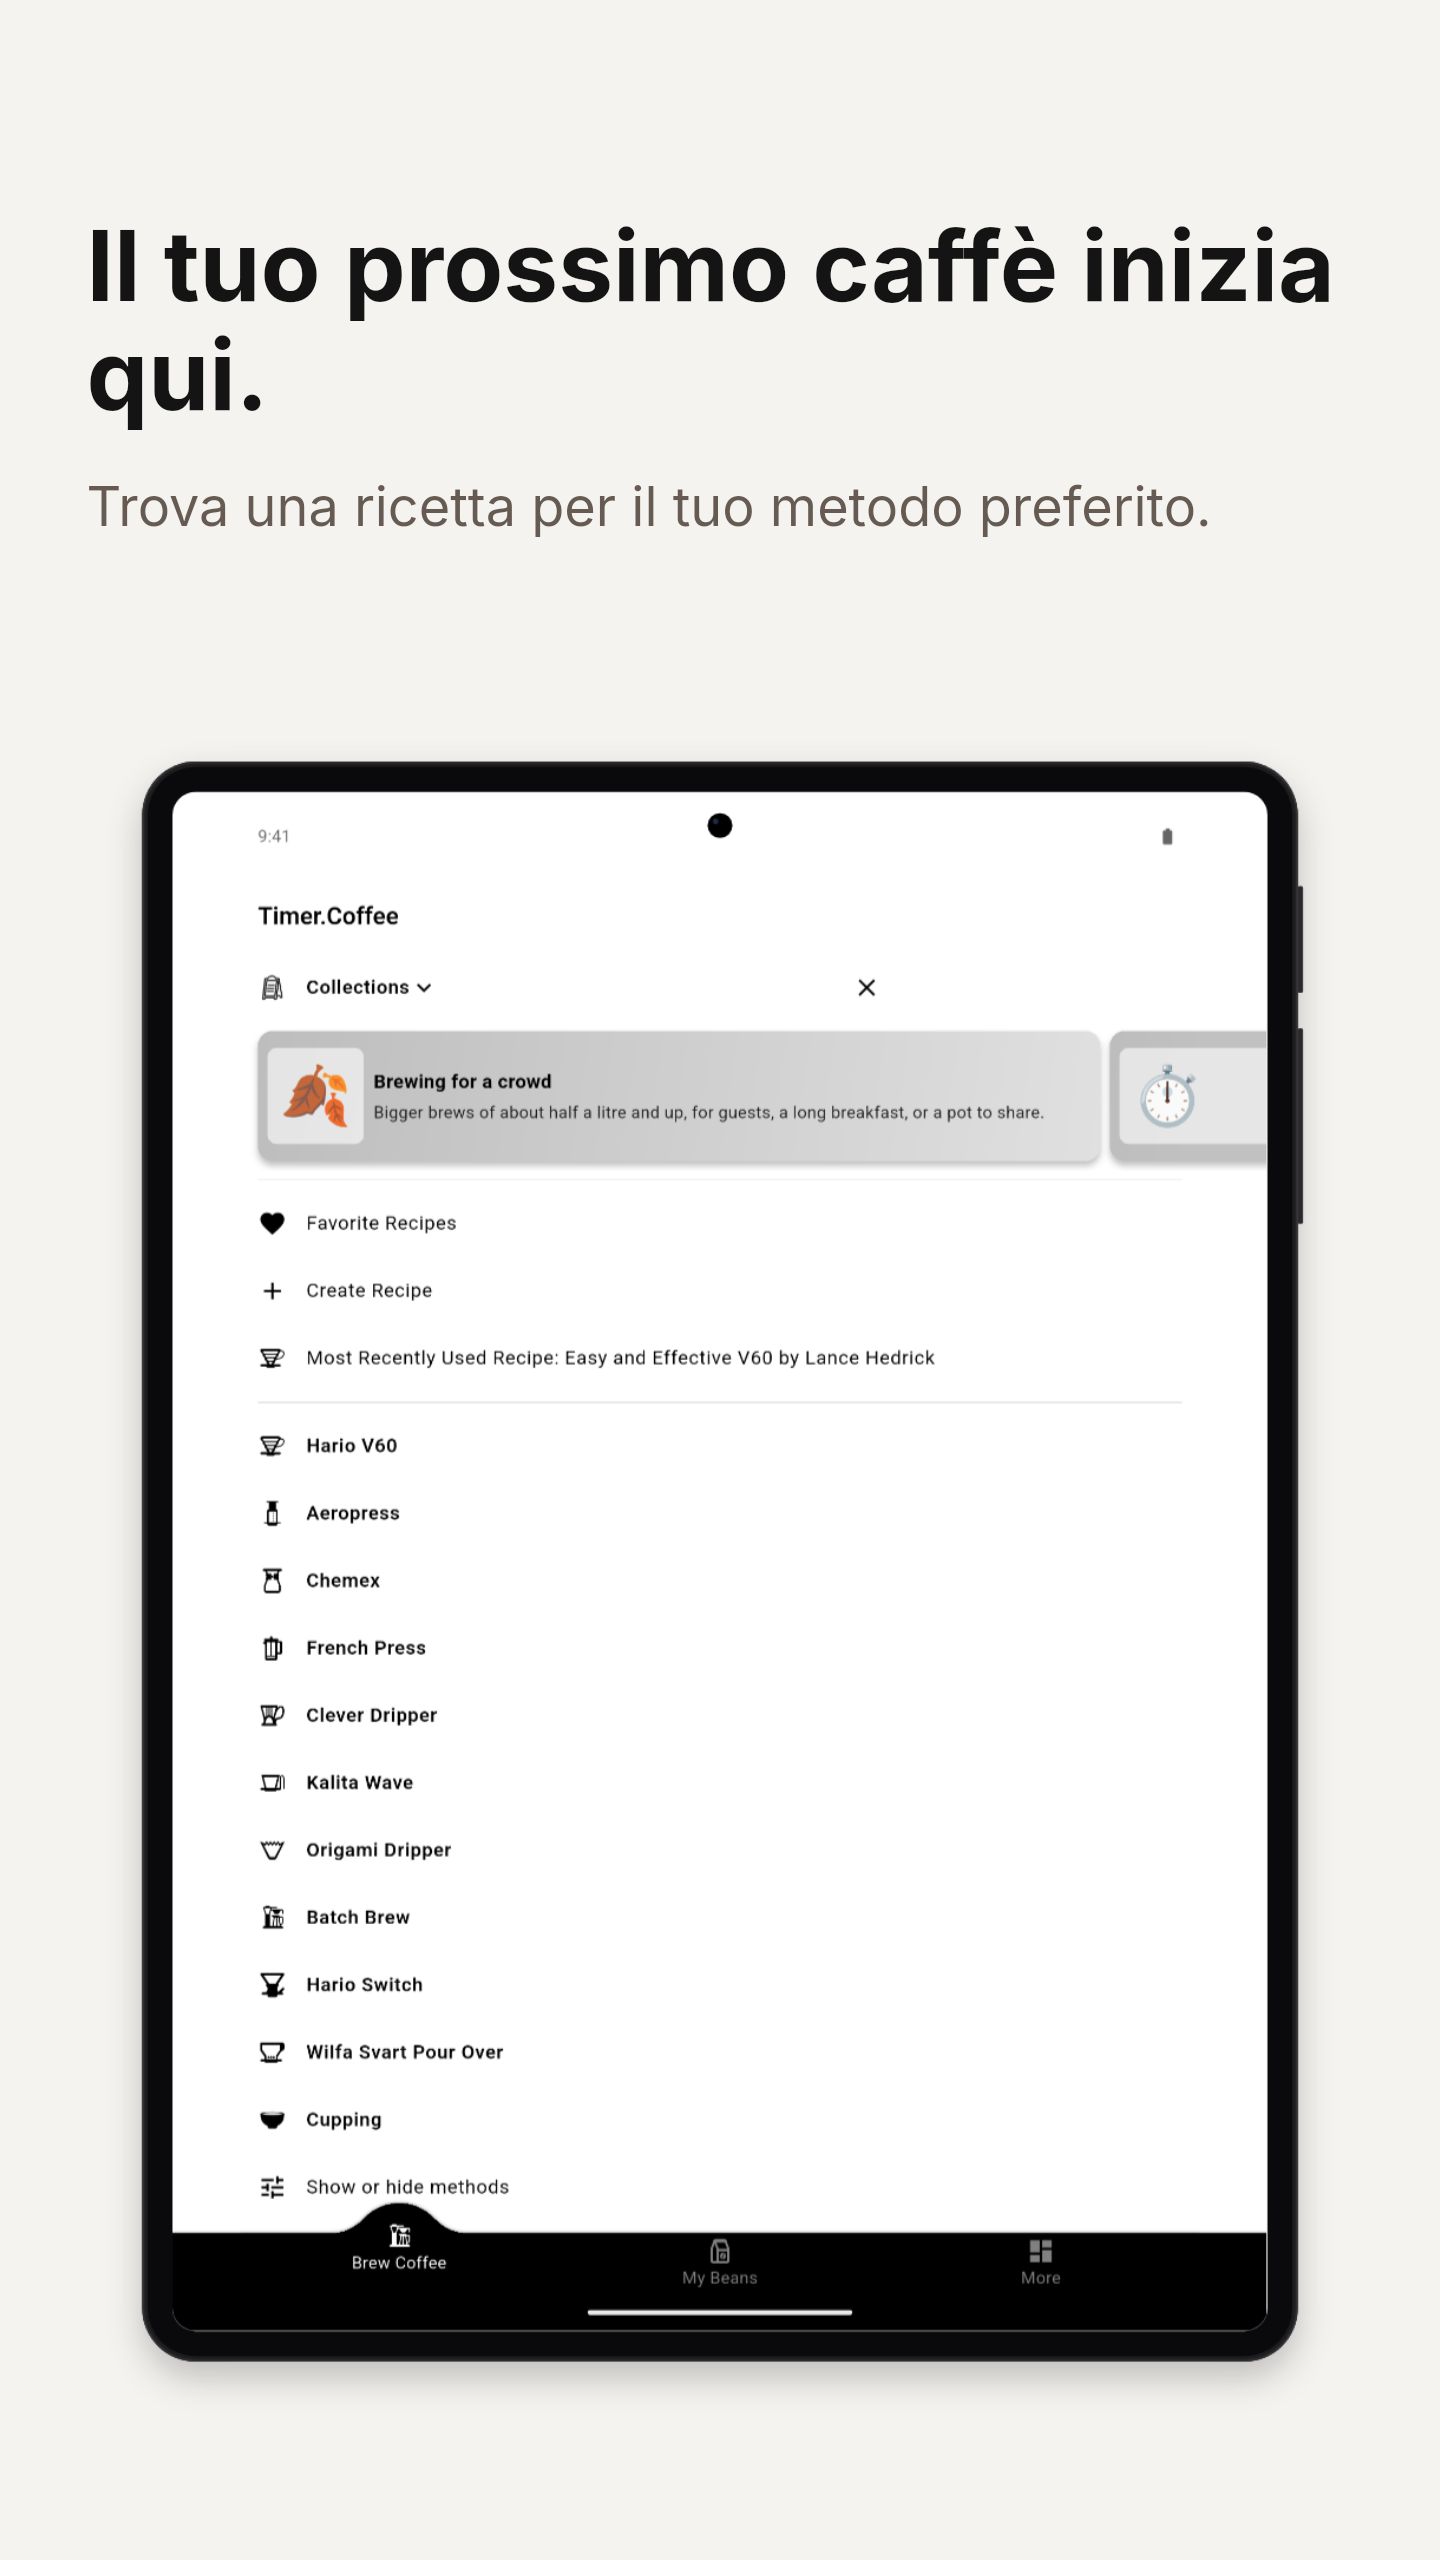 Il tuo prossimo caffè inizia
qui.
Trova una ricetta per il tuo metodo preferito.
9:41
Timer.Coffee
Collections
Brewing for a crowd
Bigger brews of about half a litre and up, for guests, a long breakfast, or a pot to share.
Favorite Recipes
Create Recipe
Most Recently Used Recipe: Easy and Effective V60 by Lance Hedrick
Hario V60
Aeropress
Chemex
French Press
Clever Dripper
Kalita Wave
Origami Dripper
Batch Brew
Hario Switch
Wilfa Svart Pour Over
Cupping
Show or hide methods
Brew Coffee
My Beans
More